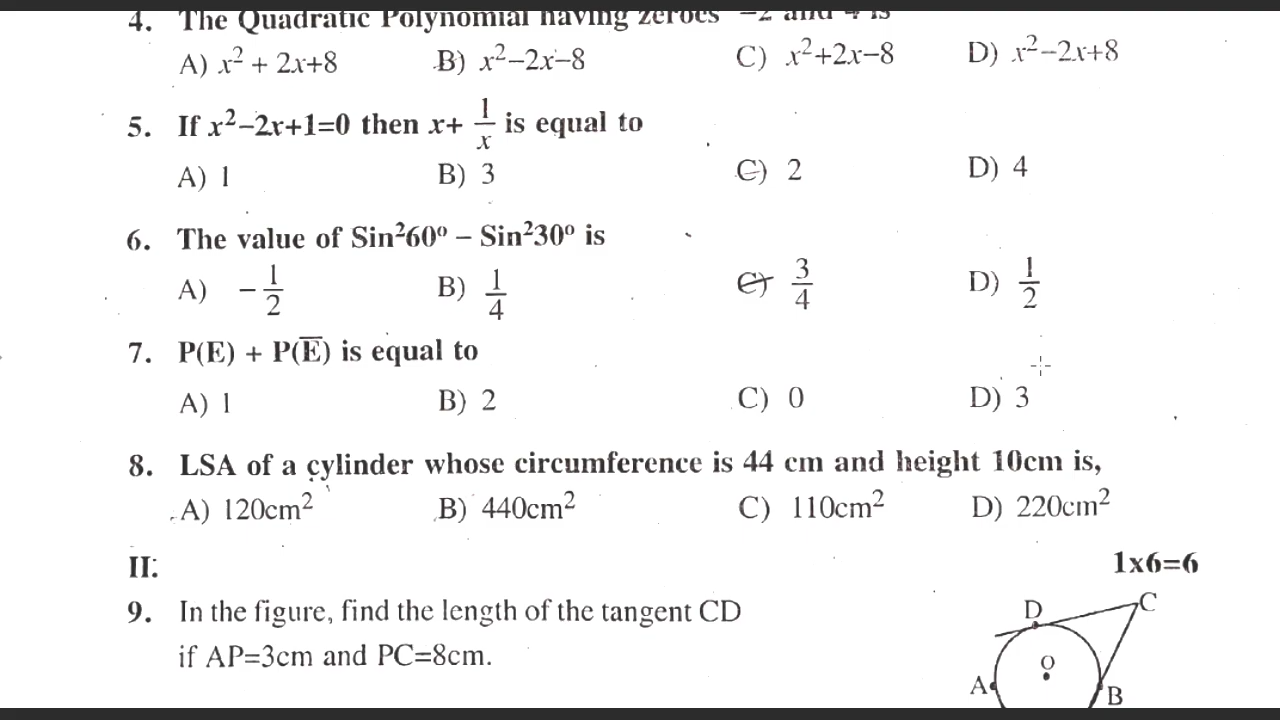 4. The Quadratic Polynomial having zeroes −2 and 4 is
A) x² + 2x+8 B) x²−2x−8 C) x²+2x−8 D) x²−2x+8
5. If x²−2x+1=0 then x+ 1/x is equal to
A) 1 B) 3 C) 2 D) 4
6. The value of Sin²60º − Sin²30º is
A) −1/2 B) 1/4 C) 3/4 D) 1/2
7. P(E) + P(E̅) is equal to
A) 1 B) 2 C) 0 D) 3
8. LSA of a cylinder whose circumference is 44 cm and height 10cm is,
A) 120cm² B) 440cm² C) 110cm² D) 220cm²
II. 1x6=6
9. In the figure, find the length of the tangent CD
if AP=3cm and PC=8cm.
D C
O
A B